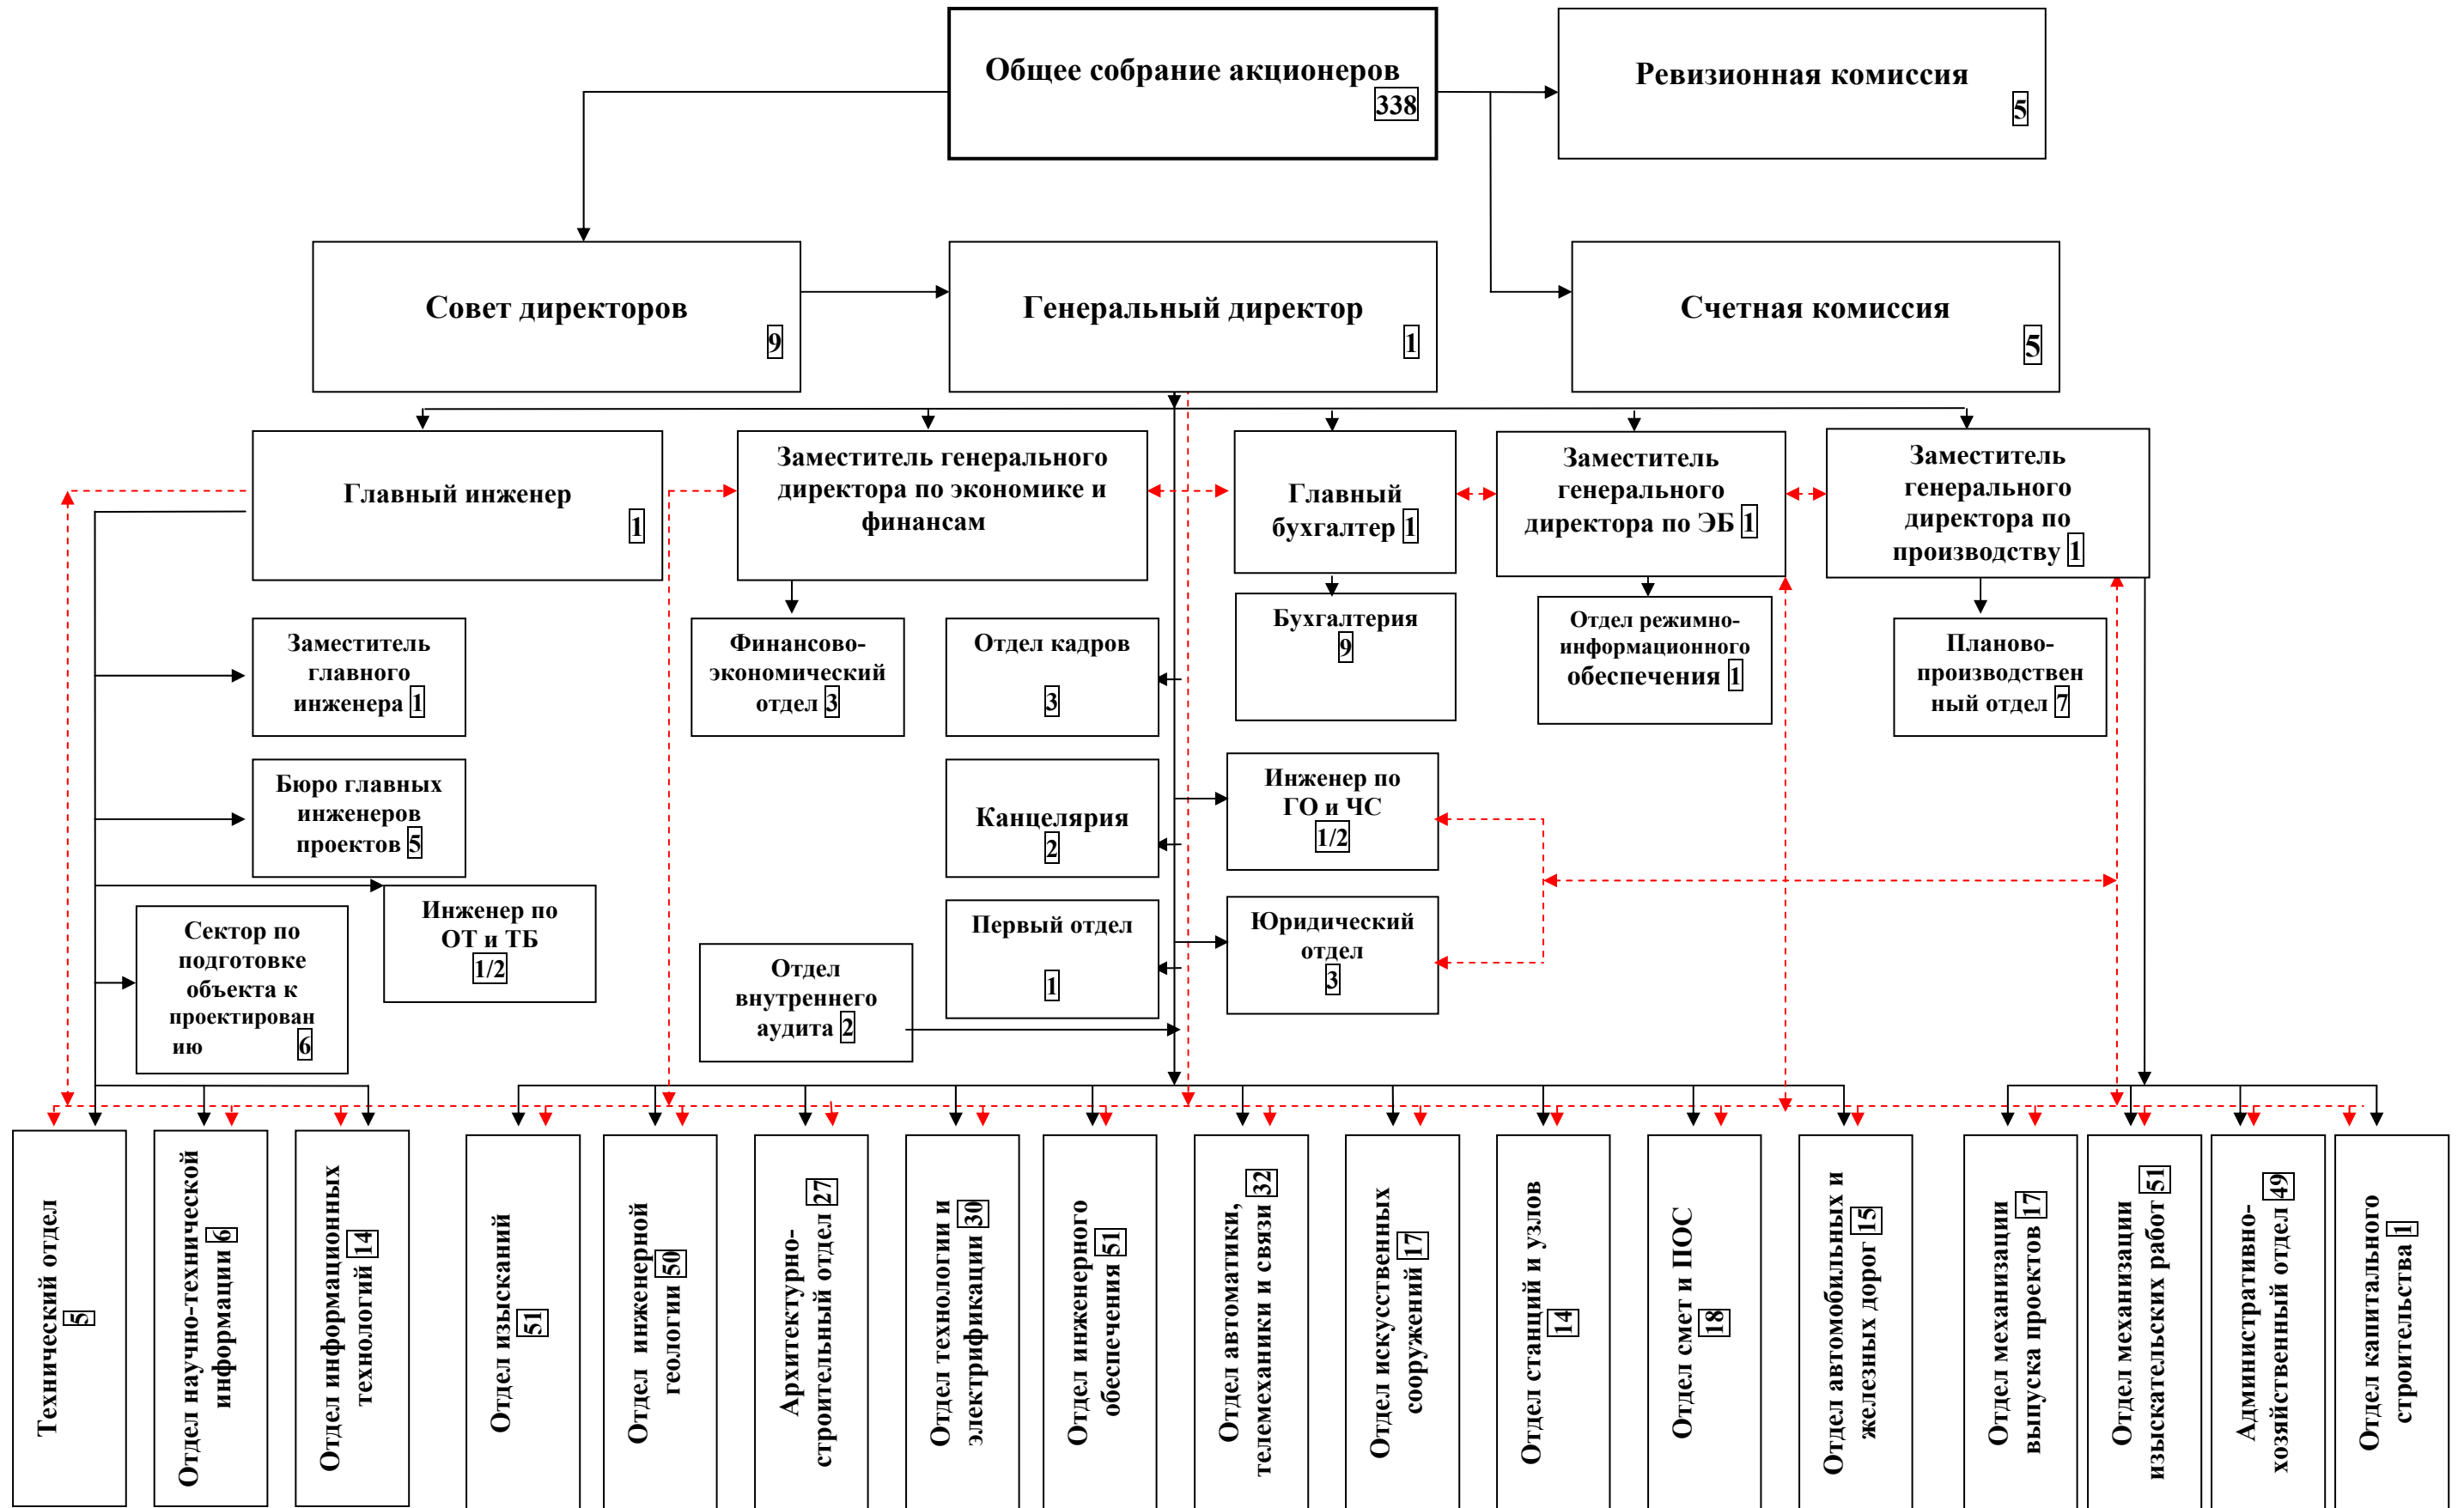 Общее собрание акционеров
338
Ревизионная комиссия
5
Совет директоров
9
Генеральный директор
1
Счетная комиссия
5
Главный инженер
1
Заместитель генерального
директора по экономике и
финансам
Главный
бухгалтер 1
Заместитель
генерального
директора по ЭБ 1
Заместитель
генерального
директора по
производству 1
Заместитель
главного
инженера 1
Финансово-
экономический
отдел 3
Отдел кадров
3
Бухгалтерия
9
Отдел режимно-
информационного
обеспечения 1
Планово-
производствен
ный отдел 7
Бюро главных
инженеров
проектов 5
Канцелярия
2
Инженер по
ГО и ЧС
1/2
Инженер по
ОТ и ТБ
1/2
Сектор по
подготовке
объекта к
проектирован
ию 6
Отдел
внутреннего
аудита 2
Первый отдел
1
Юридический
отдел
3
Технический отдел
5
Отдел научно-технической
информации 6
Отдел информационных
технологий 14
Отдел изысканий
51
Отдел инженерной
геологии 50
Архитектурно-
строительный отдел 27
Отдел технологии и
электрификации 30
Отдел инженерного
обеспечения 51
Отдел автоматики,
телемеханики и связи 32
Отдел искусственных
сооружений 17
Отдел станций и узлов
14
Отдел смет и ПОС
18
Отдел автомобильных и
железных дорог 15
Отдел механизации
выпуска проектов 17
Отдел механизации
изыскательских работ 51
Административно-
хозяйственный отдел 49
Отдел капитального
строительства 1